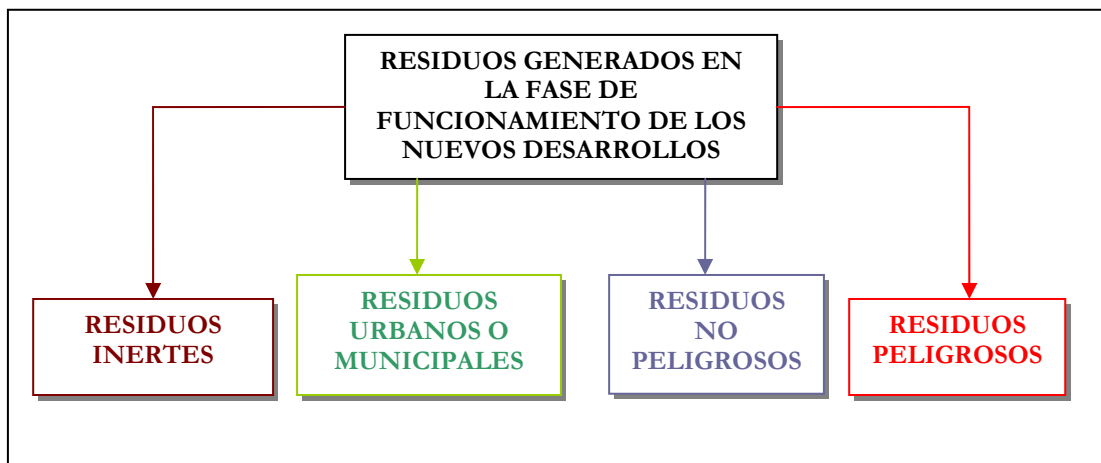 RESIDUOS GENERADOS EN
LA FASE DE
FUNCIONAMIENTO DE LOS
NUEVOS DESARROLLOS
RESIDUOS
INERTES
RESIDUOS
URBANOS O
MUNICIPALES
RESIDUOS
NO
PELIGROSOS
RESIDUOS
PELIGROSOS